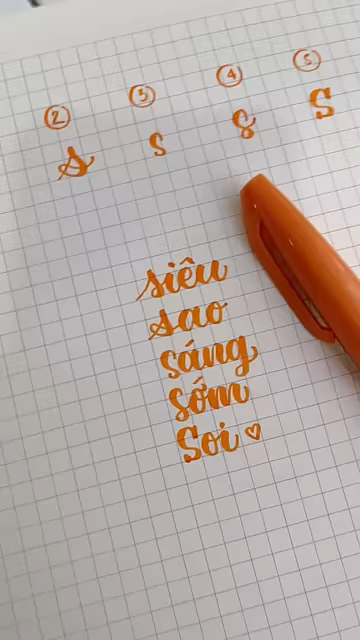 ② ③ ④ ⑤
s s s s
siêu
sao
sáng
sớm
Soi ♡